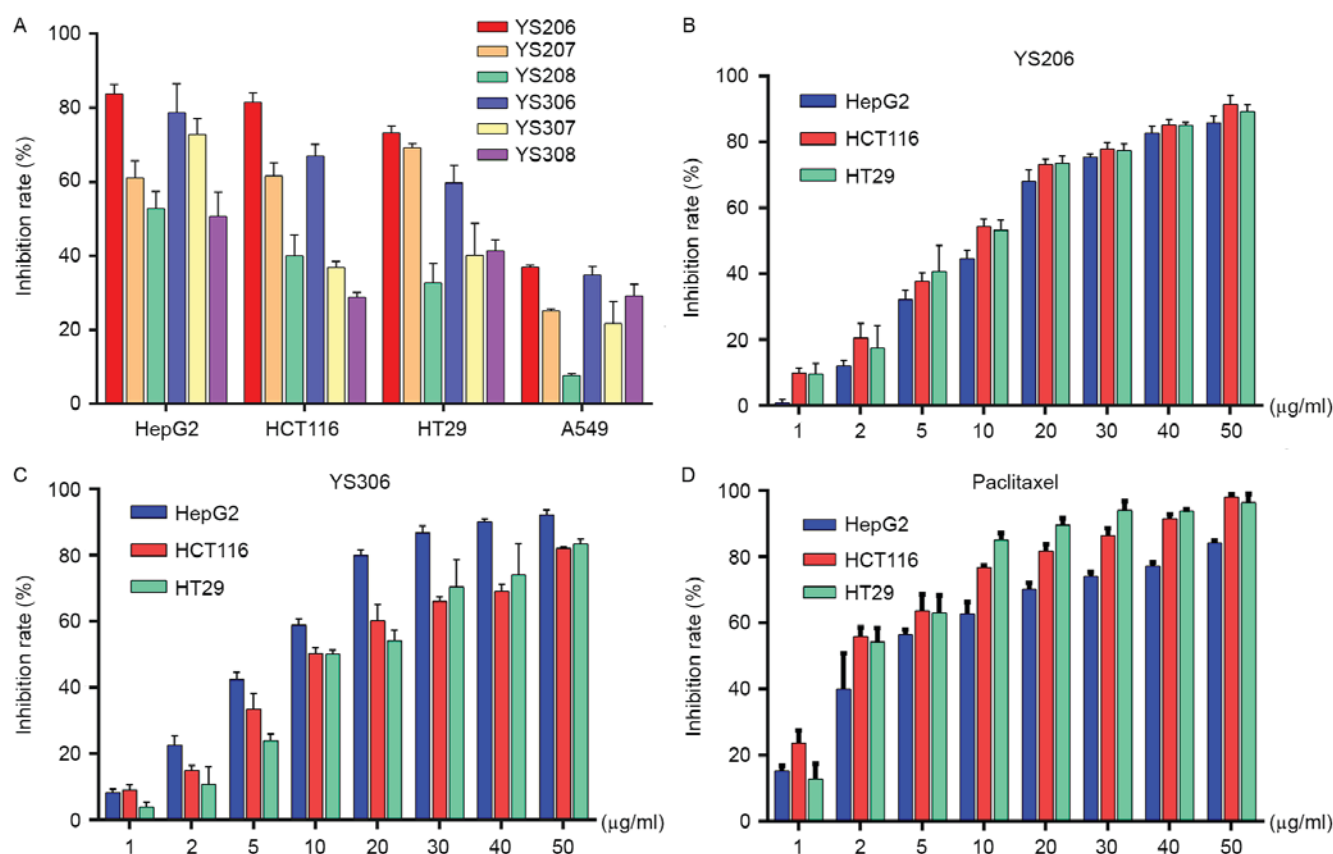 A
Inhibition rate (%)
100
80
60
40
20
0
YS206
YS207
YS208
YS306
YS307
YS308
HepG2 HCT116 HT29 A549
B
YS206
Inhibition rate (%)
100
80
60
40
20
0
HepG2
HCT116
HT29
1 2 5 10 20 30 40 50 (μg/ml)
C
YS306
Inhibition rate (%)
100
80
60
40
20
0
HepG2
HCT116
HT29
1 2 5 10 20 30 40 50 (μg/ml)
D
Paclitaxel
Inhibition rate (%)
100
80
60
40
20
0
HepG2
HCT116
HT29
1 2 5 10 20 30 40 50 (μg/ml)